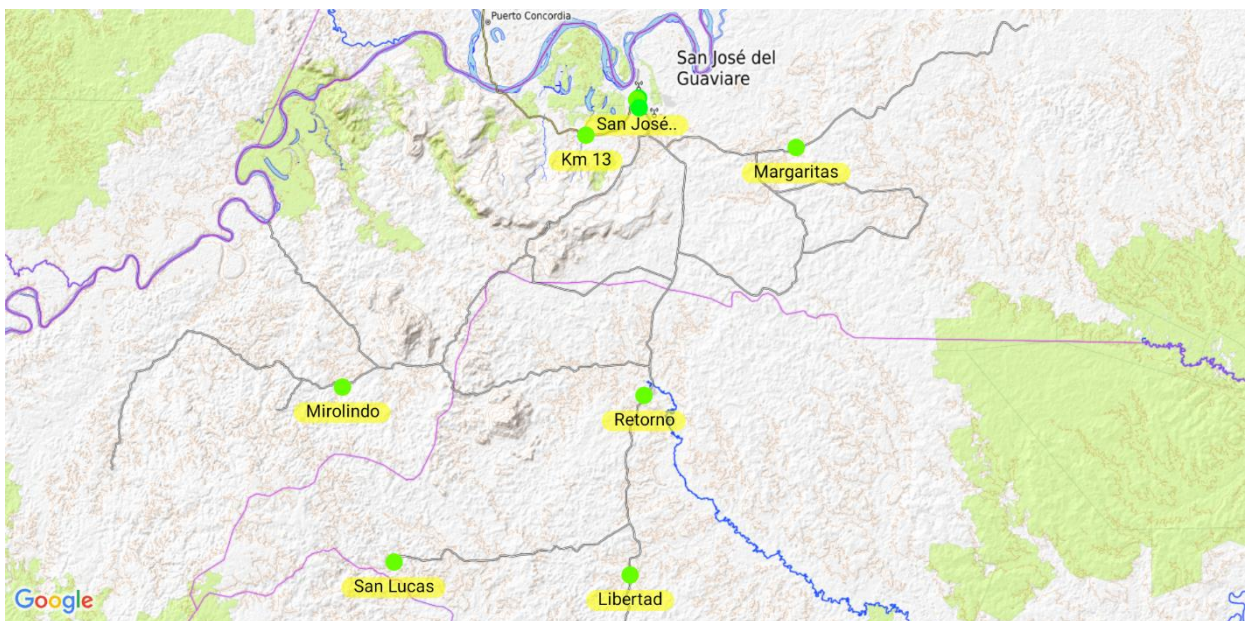 Puerto Concordia
San José del
Guaviare
San José..
Km 13
Margaritas
Mirolindo
Retorno
San Lucas
Libertad
Google